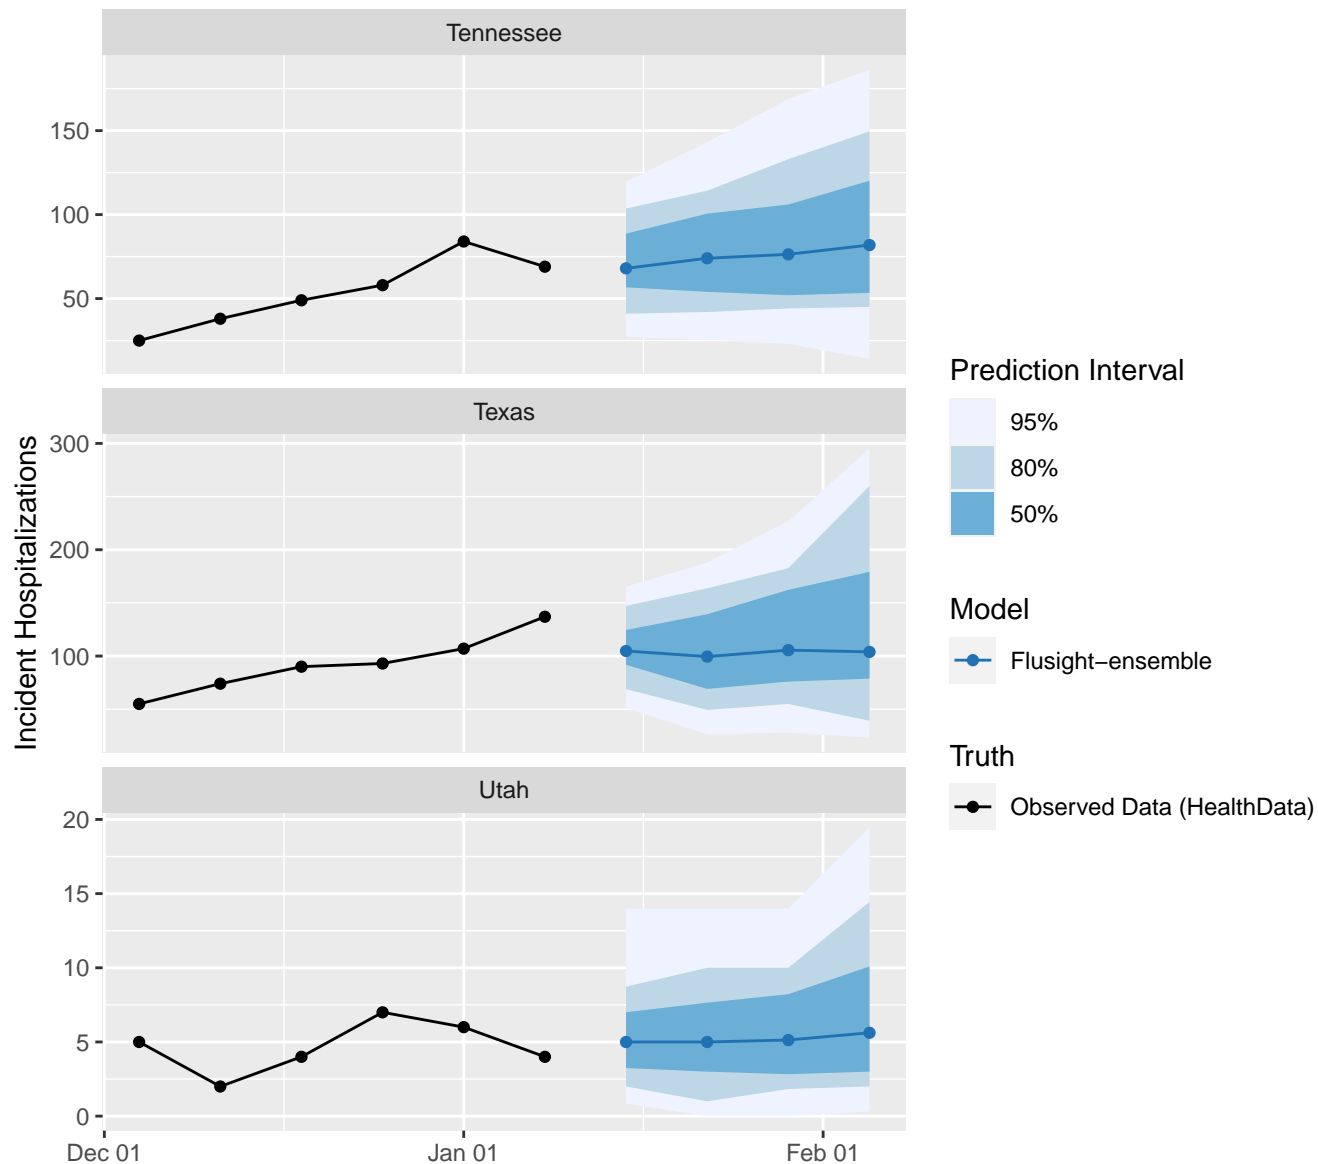 Tennessee
150
100
50
Texas
300
200
100
Utah
20
15
10
5
0
Dec 01
Jan 01
Feb 01
Incident Hospitalizations
Prediction Interval
95%
80%
50%
Model
Flusight−ensemble
Truth
Observed Data (HealthData)